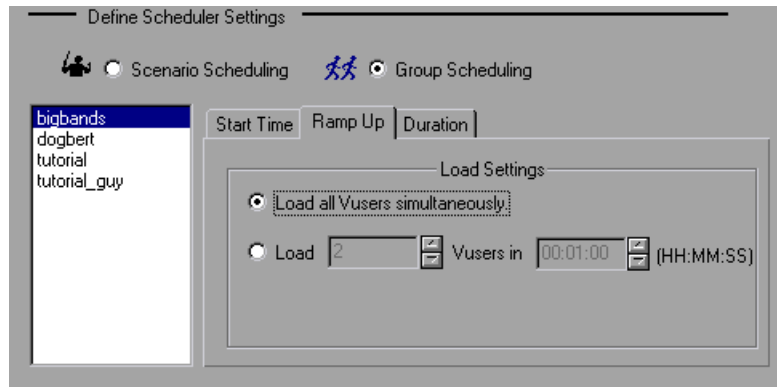 Define Scheduler Settings
Scenario Scheduling Group Scheduling
bigbands
dogbert
tutorial
tutorial_guy
Start Time Ramp Up Duration
Load Settings
Load all Vusers simultaneously.
Load 2 Vusers in 00:01:00 (HH:MM:SS)